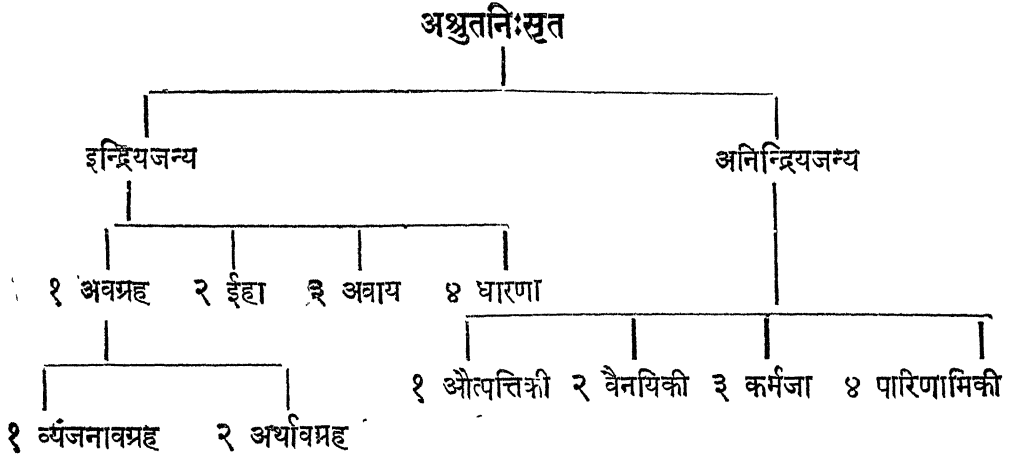 अश्रुतनिःसृत
इन्द्रियजन्य अनिन्द्रियजन्य
१ अवग्रह २ ईहा ३ अवाय ४ धारणा
१ औत्पत्तिकी २ वैनयिकी ३ कर्मजा ४ पारिणामिकी
१ व्यंजनावग्रह २ अर्थावग्रह